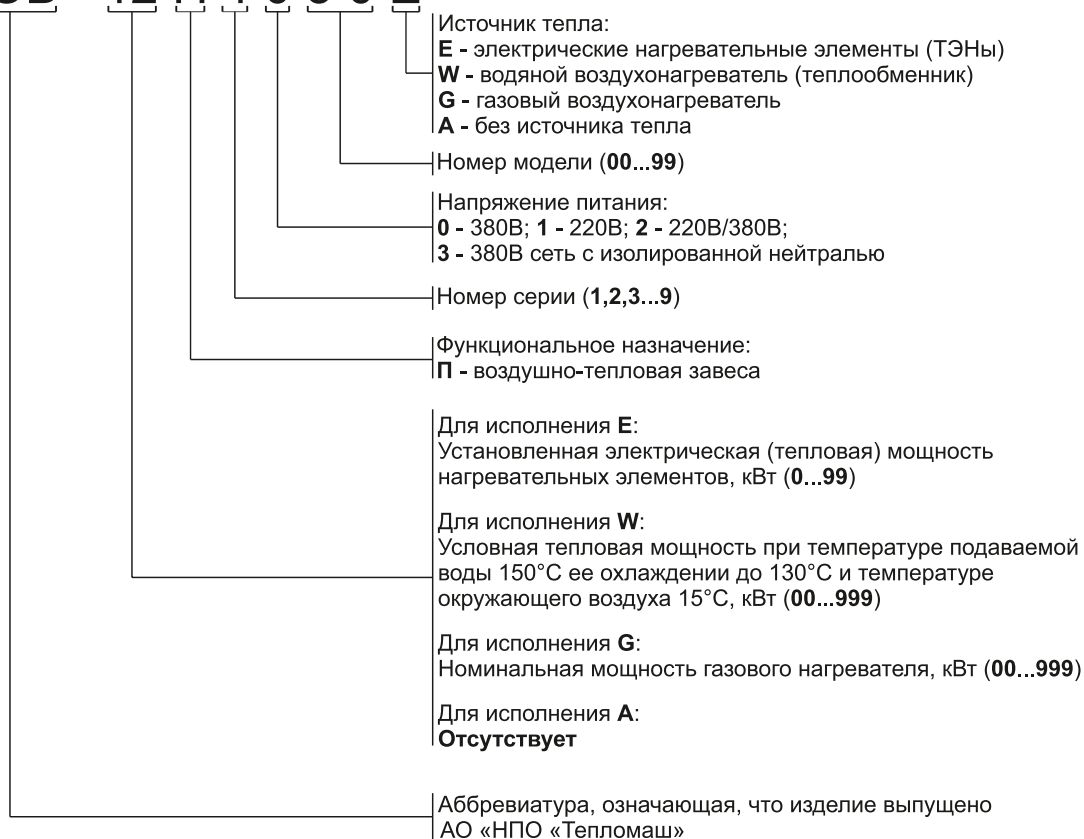 Источник тепла:
E - электрические нагревательные элементы (ТЭНы)
W - водяной воздухонагреватель (теплообменник)
G - газовый воздухонагреватель
A - без источника тепла
Номер модели (00...99)
Напряжение питания:
0 - 380В; 1 - 220В; 2 - 220В/380В;
3 - 380В сеть с изолированной нейтралью
Номер серии (1,2,3...9)
Функциональное назначение:
П - воздушно-тепловая завеса
Для исполнения E:
Установленная электрическая (тепловая) мощность
нагревательных элементов, кВт (0...99)
Для исполнения W:
Условная тепловая мощность при температуре подаваемой
воды 150°С ее охлаждении до 130°С и температуре
окружающего воздуха 15°С, кВт (00...999)
Для исполнения G:
Номинальная мощность газового нагревателя, кВт (00...999)
Для исполнения A:
Отсутствует
Аббревиатура, означающая, что изделие выпущено
АО «НПО «Тепломаш»